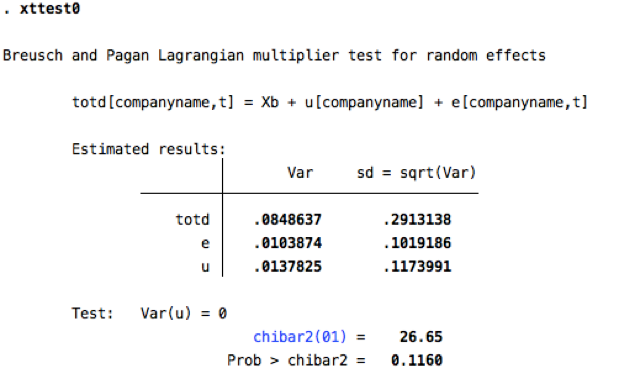 . xttest0
Breusch and Pagan Lagrangian multiplier test for random effects
totd[companyname,t] = Xb + u[companyname] + e[companyname,t]
Estimated results:
Var sd = sqrt(Var)
totd .0848637 .2913138
e .0103874 .1019186
u .0137825 .1173991
Test: Var(u) = 0
chibar2(01) = 26.65
Prob > chibar2 = 0.1160